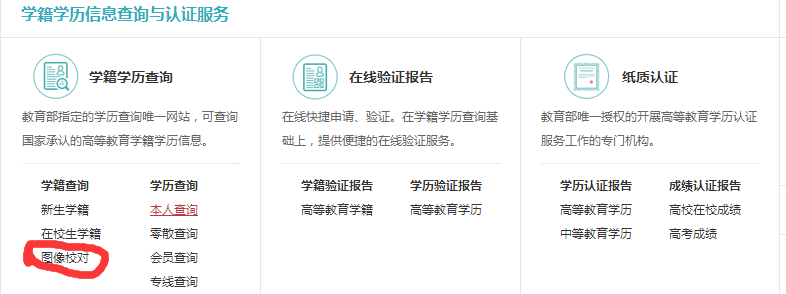 学籍学历信息查询与认证服务
学籍学历查询
教育部指定的学历查询唯一网站，可查询
国家承认的高等教育学籍学历信息。
学籍查询
新生学籍
在校生学籍
图像校对
学历查询
本人查询
零散查询
会员查询
专线查询
在线验证报告
在线快捷申请、验证。在学籍学历查询基
础上，提供便捷的在线验证服务。
学籍验证报告
高等教育学籍
学历验证报告
高等教育学历
纸质认证
教育部唯一授权的开展高等教育学历认证
服务工作的专门机构。
学历认证报告
高等教育学历
中等教育学历
成绩认证报告
高校在校成绩
高考成绩